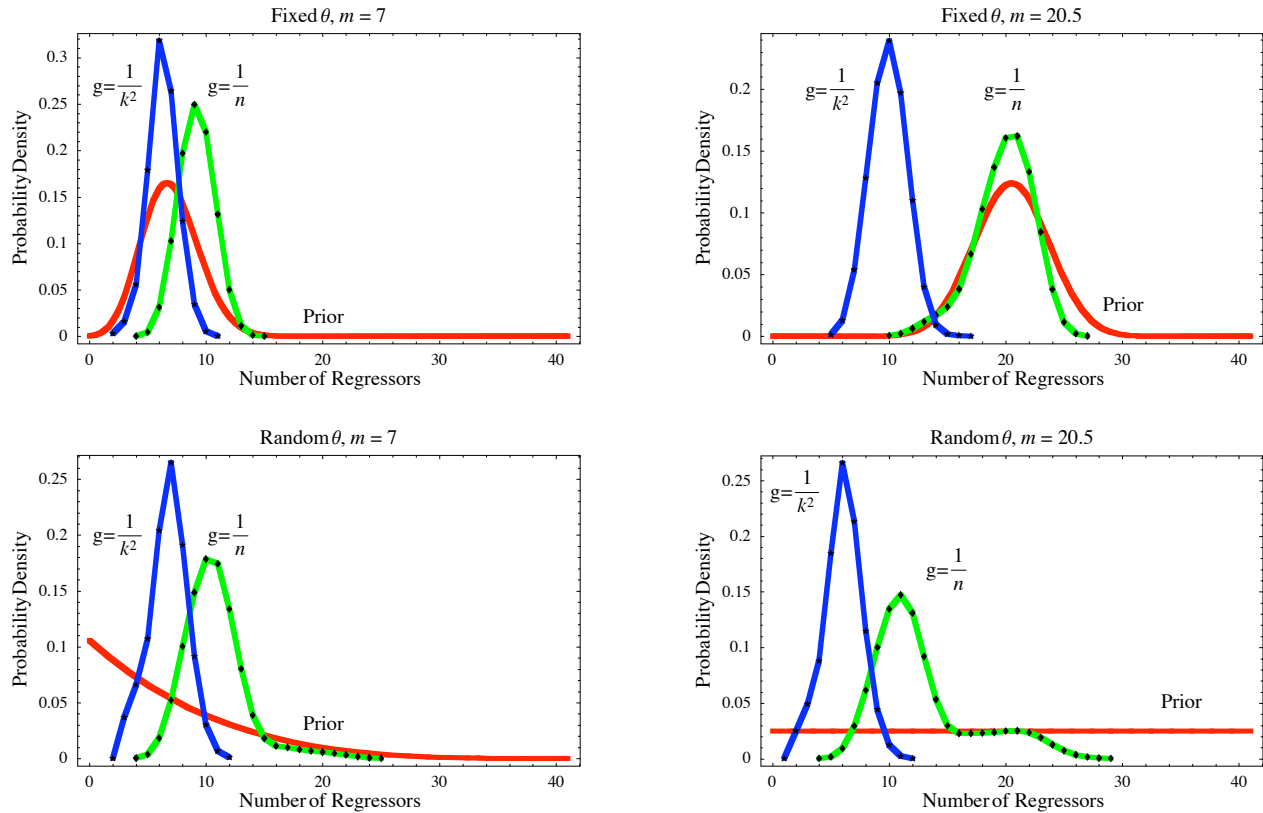 Fixed θ, m = 7
Probability Density
0.3
0.25
0.2
0.15
0.1
0.05
0
g=1/k²
g=1/n
Prior
0 10 20 30 40
Number of Regressors
Fixed θ, m = 20.5
Probability Density
0.2
0.15
0.1
0.05
0
g=1/k²
g=1/n
Prior
0 10 20 30 40
Number of Regressors
Random θ, m = 7
Probability Density
0.25
0.2
0.15
0.1
0.05
0
g=1/k²
g=1/n
Prior
0 10 20 30 40
Number of Regressors
Random θ, m = 20.5
Probability Density
0.25
0.2
0.15
0.1
0.05
0
g=1/k²
g=1/n
Prior
0 10 20 30 40
Number of Regressors